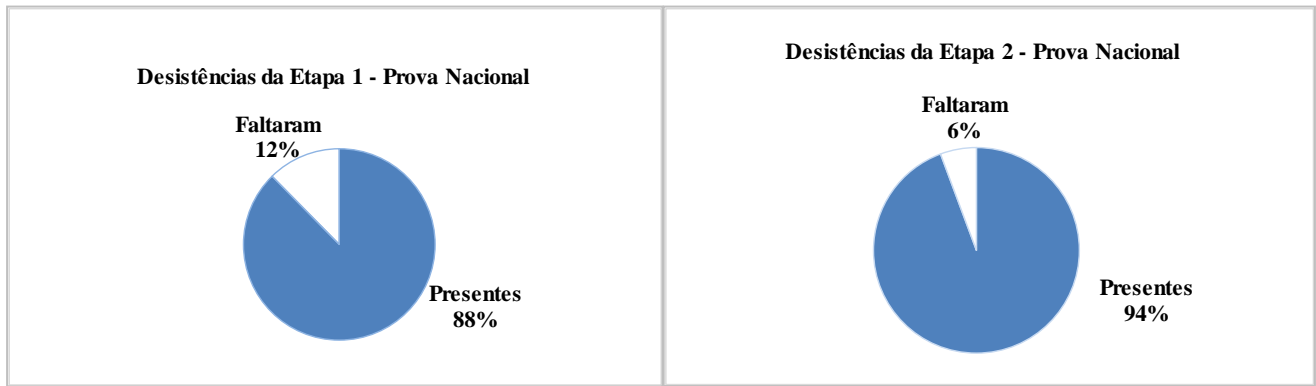 Desistências da Etapa 1 - Prova Nacional
Faltaram
12%
Presentes
88%
Desistências da Etapa 2 - Prova Nacional
Faltaram
6%
Presentes
94%